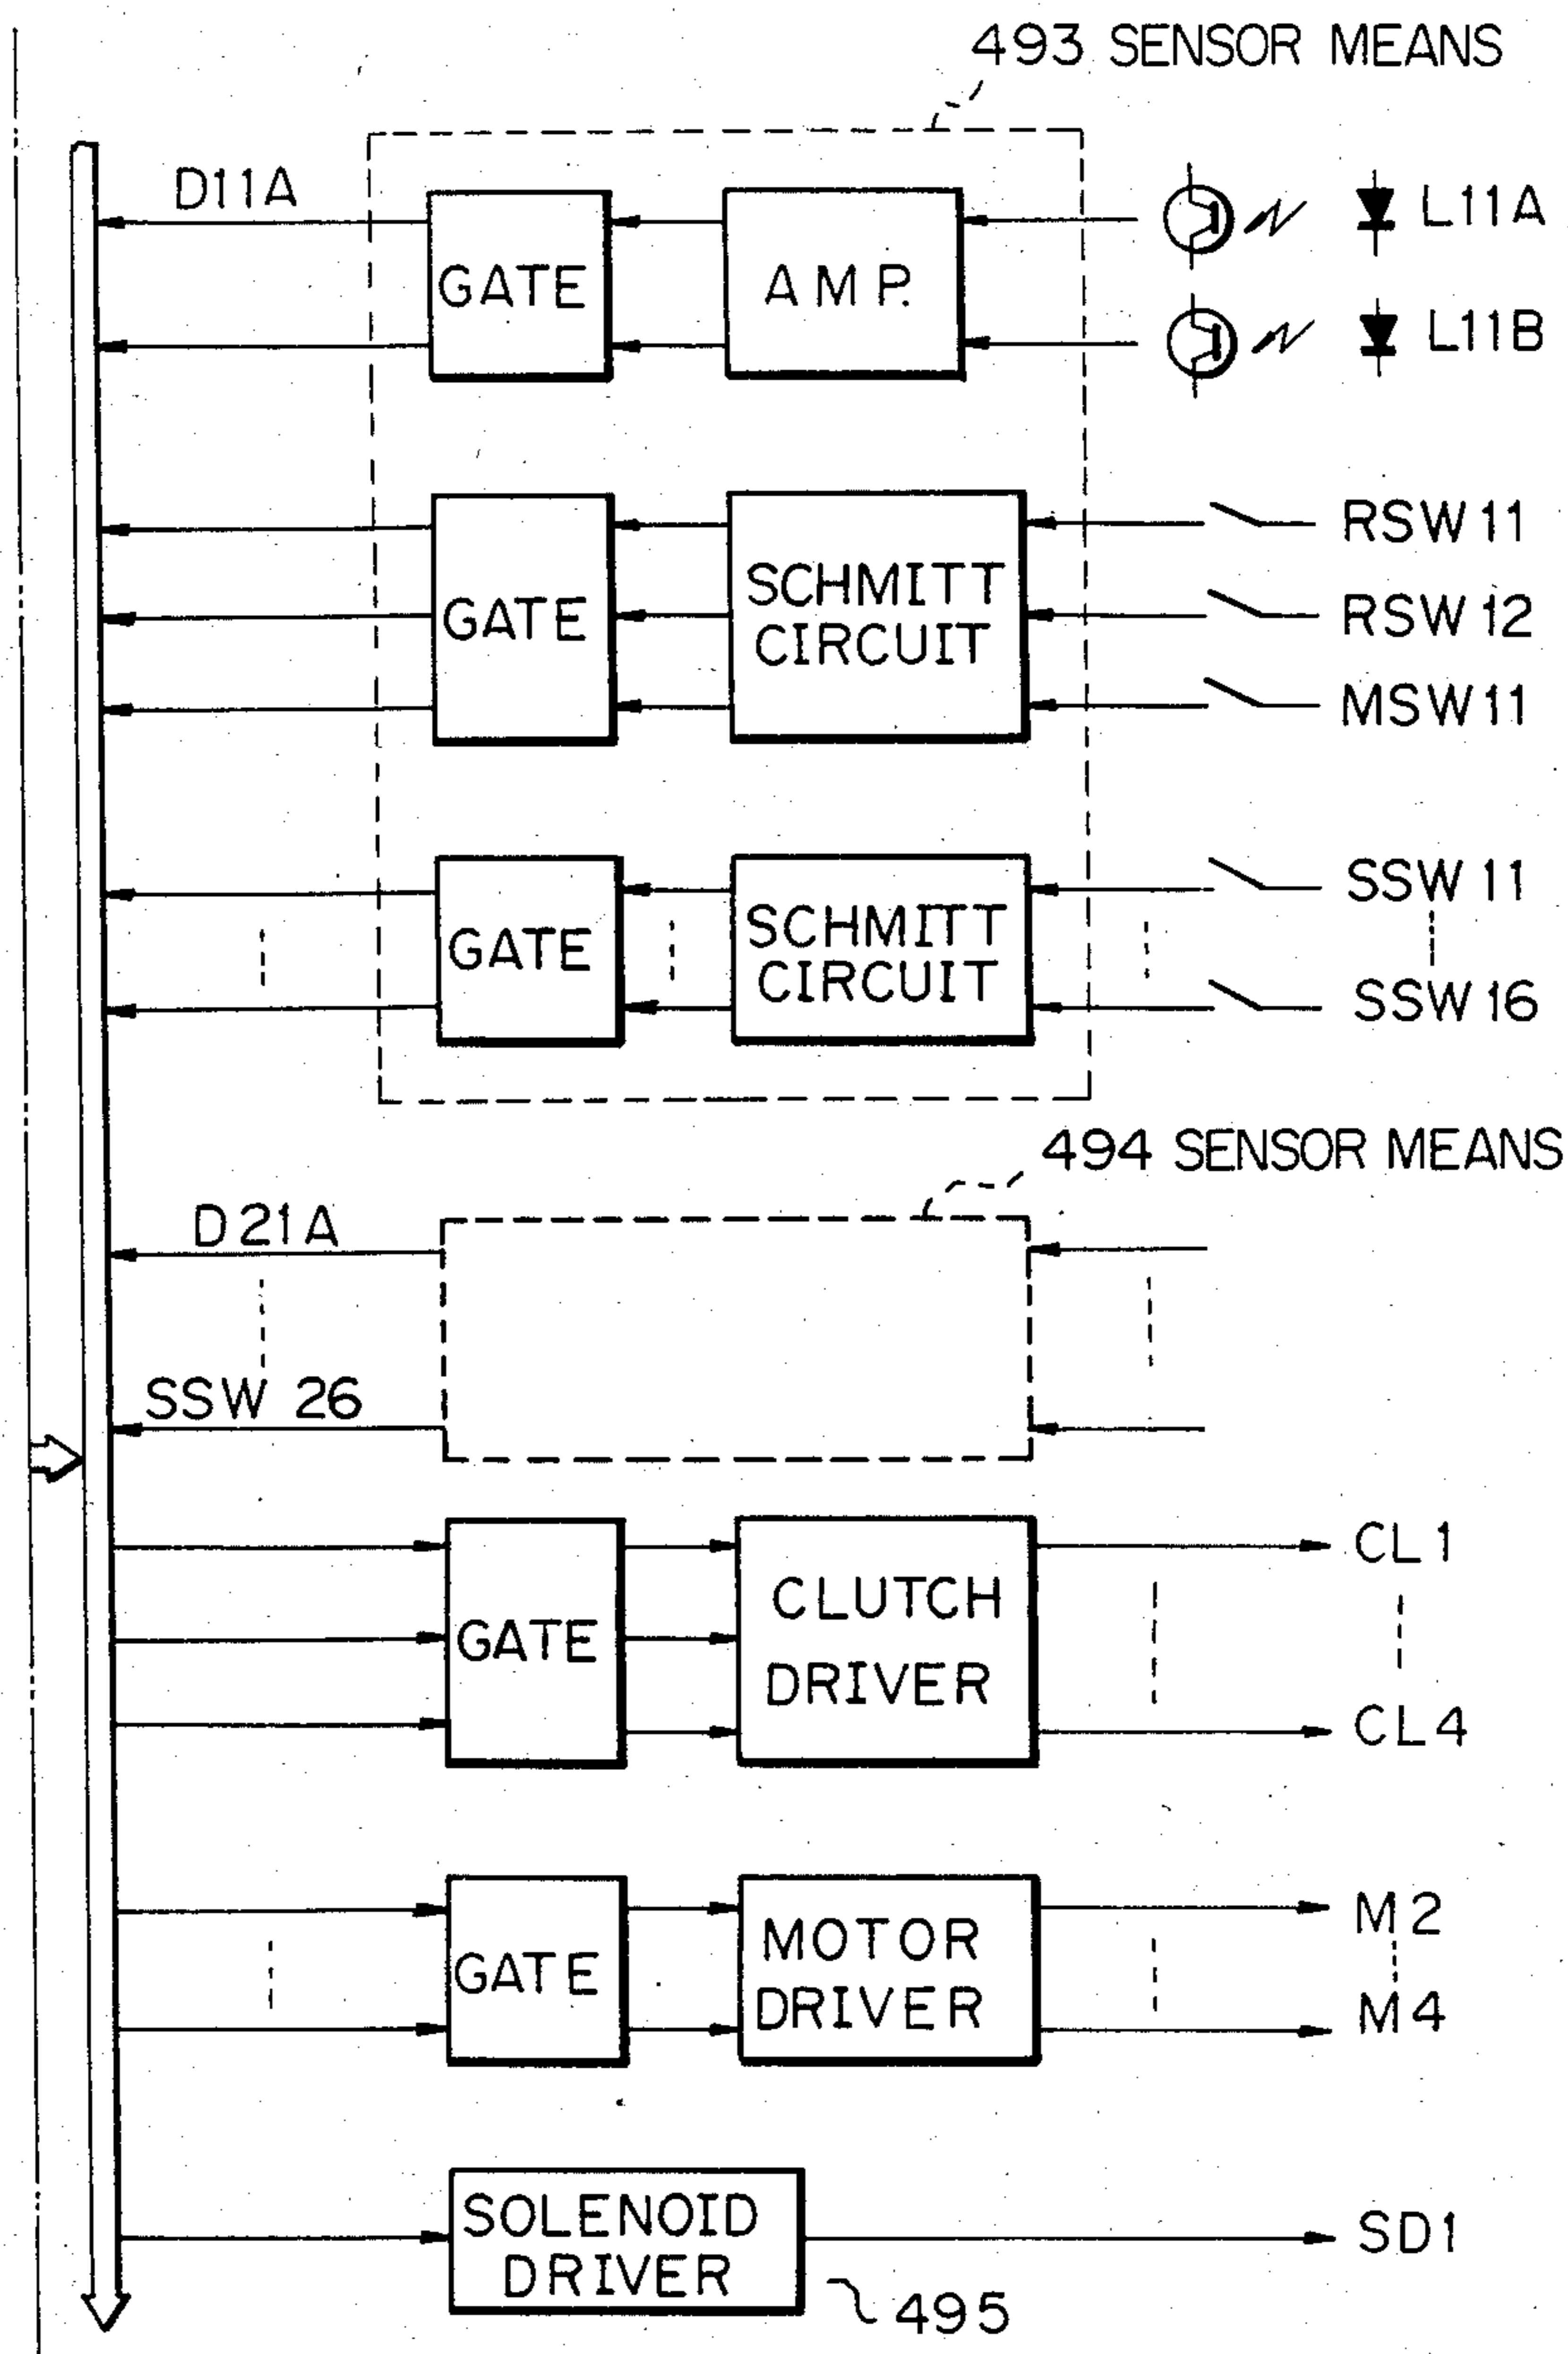 493 SENSOR MEANS
D11A
GATE
AMP.
L11A
L11B
GATE
SCHMITT
CIRCUIT
RSW11
RSW12
MSW11
GATE
SCHMITT
CIRCUIT
SSW11
SSW16
494 SENSOR MEANS
D21A
SSW 26
GATE
CLUTCH
DRIVER
CL1
CL4
GATE
MOTOR
DRIVER
M2
M4
SOLENOID
DRIVER
SD1
495